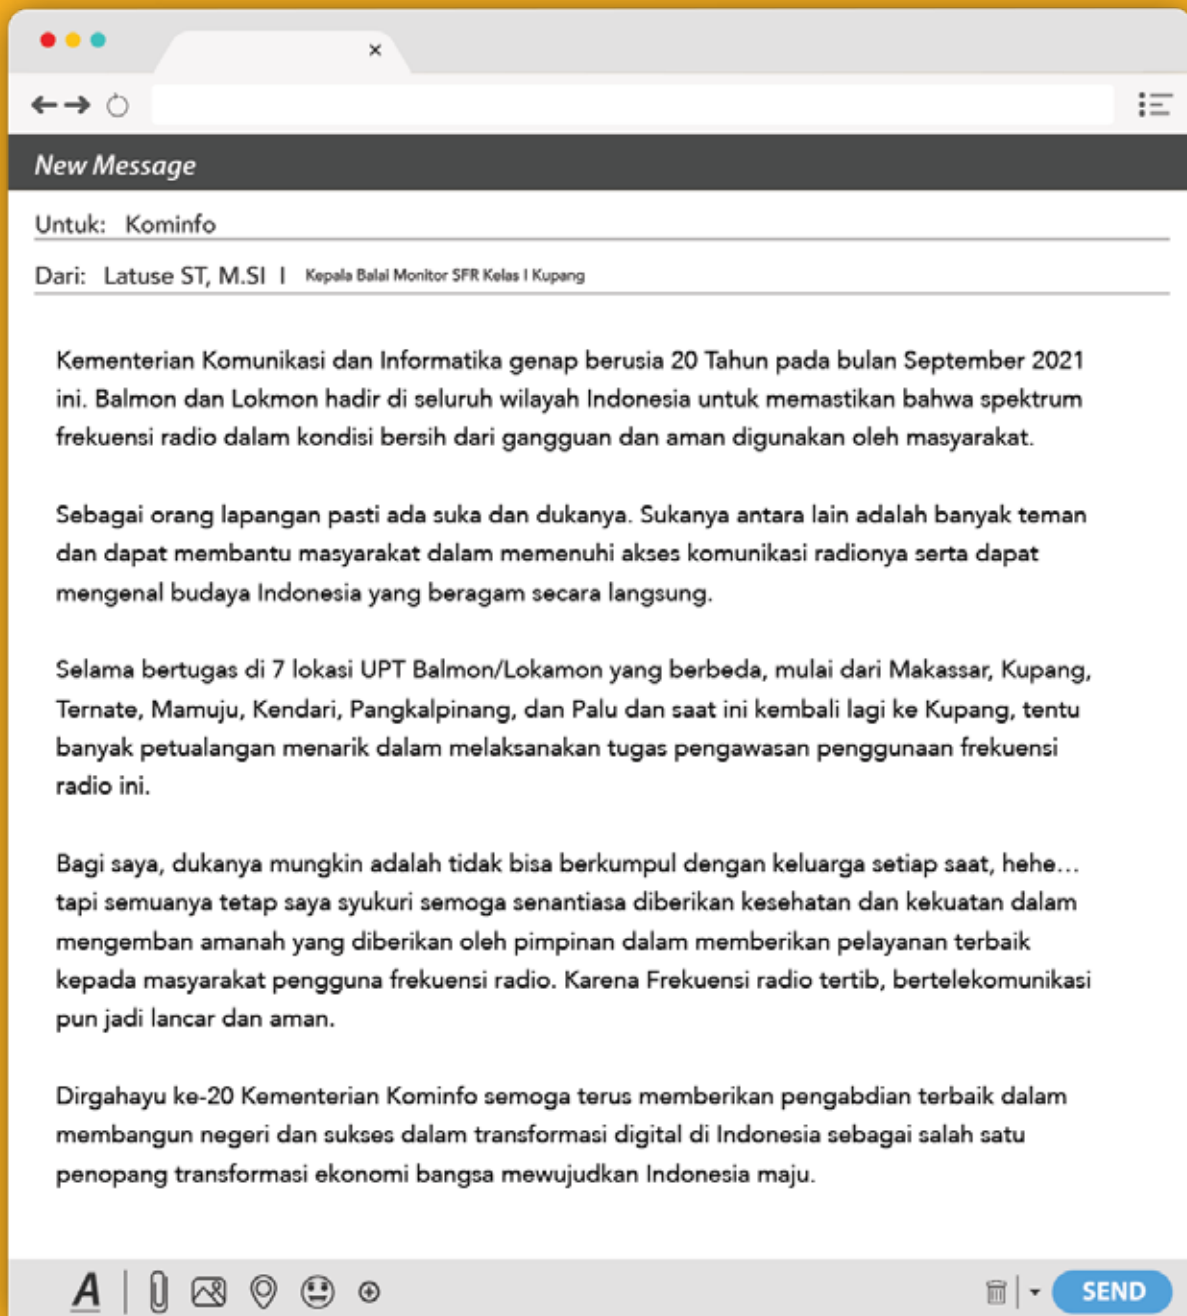 New Message
Untuk: Kominfo
Dari: Latuse ST, M.SI | Kepala Balai Monitor SFR Kelas I Kupang
Kementerian Komunikasi dan Informatika genap berusia 20 Tahun pada bulan September 2021
ini. Balmon dan Lokmon hadir di seluruh wilayah Indonesia untuk memastikan bahwa spektrum
frekuensi radio dalam kondisi bersih dari gangguan dan aman digunakan oleh masyarakat.
Sebagai orang lapangan pasti ada suka dan dukanya. Sukanya antara lain adalah banyak teman
dan dapat membantu masyarakat dalam memenuhi akses komunikasi radionya serta dapat
mengenal budaya Indonesia yang beragam secara langsung.
Selama bertugas di 7 lokasi UPT Balmon/Lokamon yang berbeda, mulai dari Makassar, Kupang,
Ternate, Mamuju, Kendari, Pangkalpinang, dan Palu dan saat ini kembali lagi ke Kupang, tentu
banyak petualangan menarik dalam melaksanakan tugas pengawasan penggunaan frekuensi
radio ini.
Bagi saya, dukanya mungkin adalah tidak bisa berkumpul dengan keluarga setiap saat, hehe...
tapi semuanya tetap saya syukuri semoga senantiasa diberikan kesehatan dan kekuatan dalam
mengemban amanah yang diberikan oleh pimpinan dalam memberikan pelayanan terbaik
kepada masyarakat pengguna frekuensi radio. Karena Frekuensi radio tertib, bertelekomunikasi
pun jadi lancar dan aman.
Dirgahayu ke-20 Kementerian Kominfo semoga terus memberikan pengabdian terbaik dalam
membangun negeri dan sukses dalam transformasi digital di Indonesia sebagai salah satu
penopang transformasi ekonomi bangsa mewujudkan Indonesia maju.
A SEND